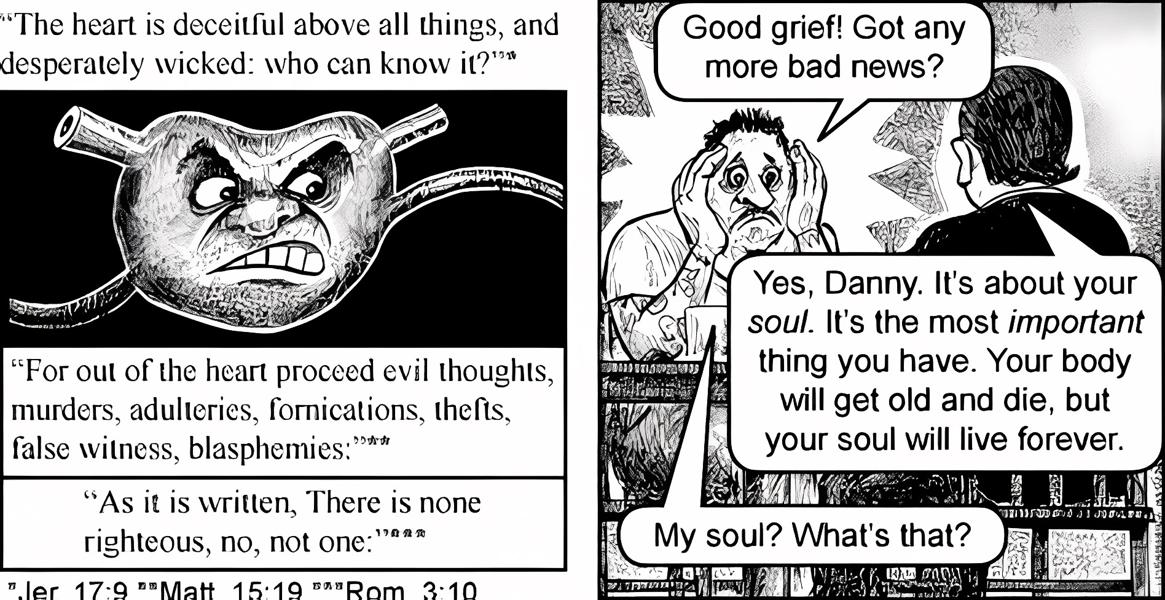 “The heart is deceitful above all things, and
desperately wicked: who can know it?”*
“For out of the heart proceed evil thoughts,
murders, adulteries, fornications, thefts,
false witness, blasphemies:”**
“As it is written, There is none
righteous, no, not one:”***
*Jer 17:9 **Matt 15:19 ***Rom 3:10
Good grief! Got any
more bad news?
Yes, Danny. It's about your
soul. It's the most important
thing you have. Your body
will get old and die, but
your soul will live forever.
My soul? What's that?